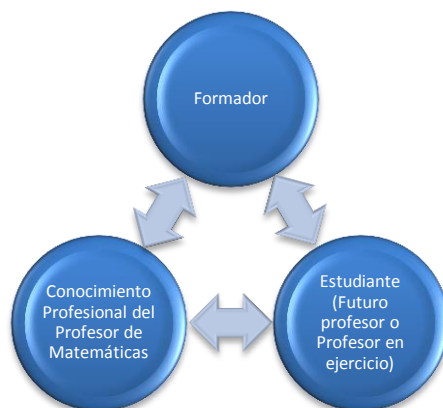 Formador
Conocimiento
Profesional del
Profesor de
Matemáticas
Estudiante
(Futuro
profesor o
Profesor en
ejercicio)